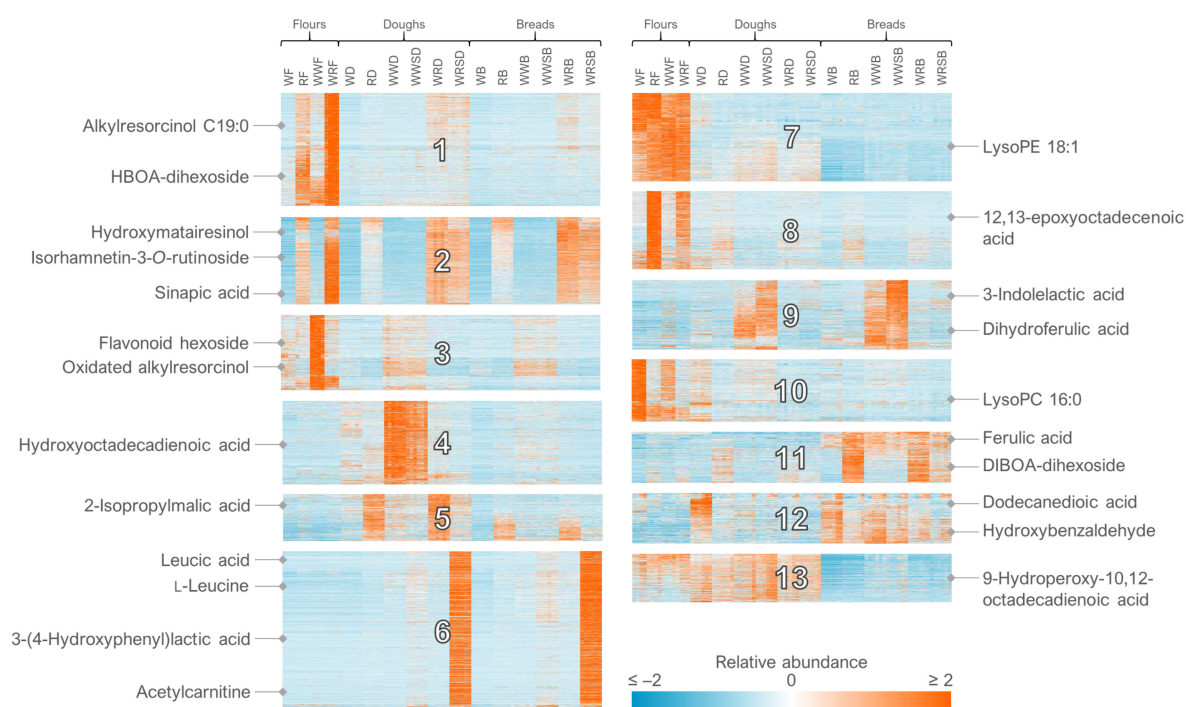 Flours Doughs Breads
WF RF WWF WRF WD RD WWD WWSD WRD WRSD WB RB WWB WWSB WRB WRSB
Alkylresorcinol C19:0
HBOA-dihexoside
1
Hydroxymatairesinol
Isorhamnetin-3-O-rutinoside
Sinapic acid
2
Flavonoid hexoside
Oxidated alkylresorcinol
3
Hydroxyoctadecadienoic acid
4
2-Isopropylmalic acid
5
Leucic acid
L-Leucine
3-(4-Hydroxyphenyl)lactic acid
Acetylcarnitine
6
Flours Doughs Breads
WF RF WWF WRF WD RD WWD WWSD WRD WRSD WB RB WWB WWSB WRB WRSB
7
LysoPE 18:1
8
12,13-epoxyoctadecenoic
acid
9
3-Indolelactic acid
Dihydroferulic acid
10
LysoPC 16:0
11
Ferulic acid
DIBOA-dihexoside
12
Dodecanedioic acid
Hydroxybenzaldehyde
13
9-Hydroperoxy-10,12-
octadecadienoic acid
Relative abundance
≤ −2 0 ≥ 2